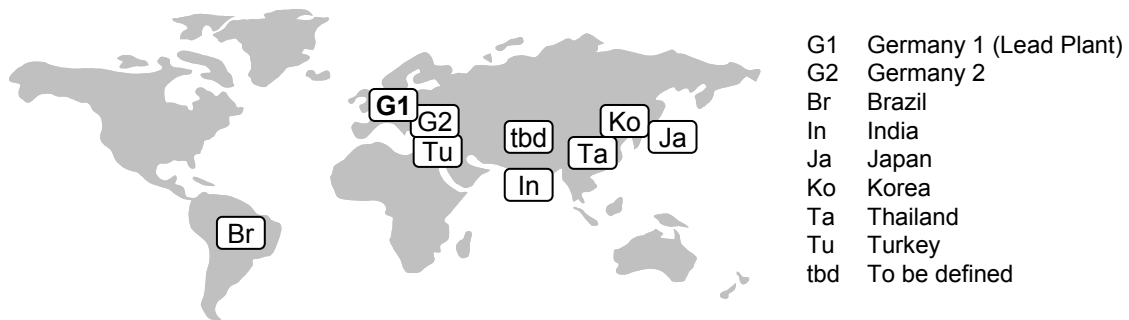 G1
G2
Tu
tbd
Ko
Ja
Ta
In
Br
G1 Germany 1 (Lead Plant)
G2 Germany 2
Br Brazil
In India
Ja Japan
Ko Korea
Ta Thailand
Tu Turkey
tbd To be defined